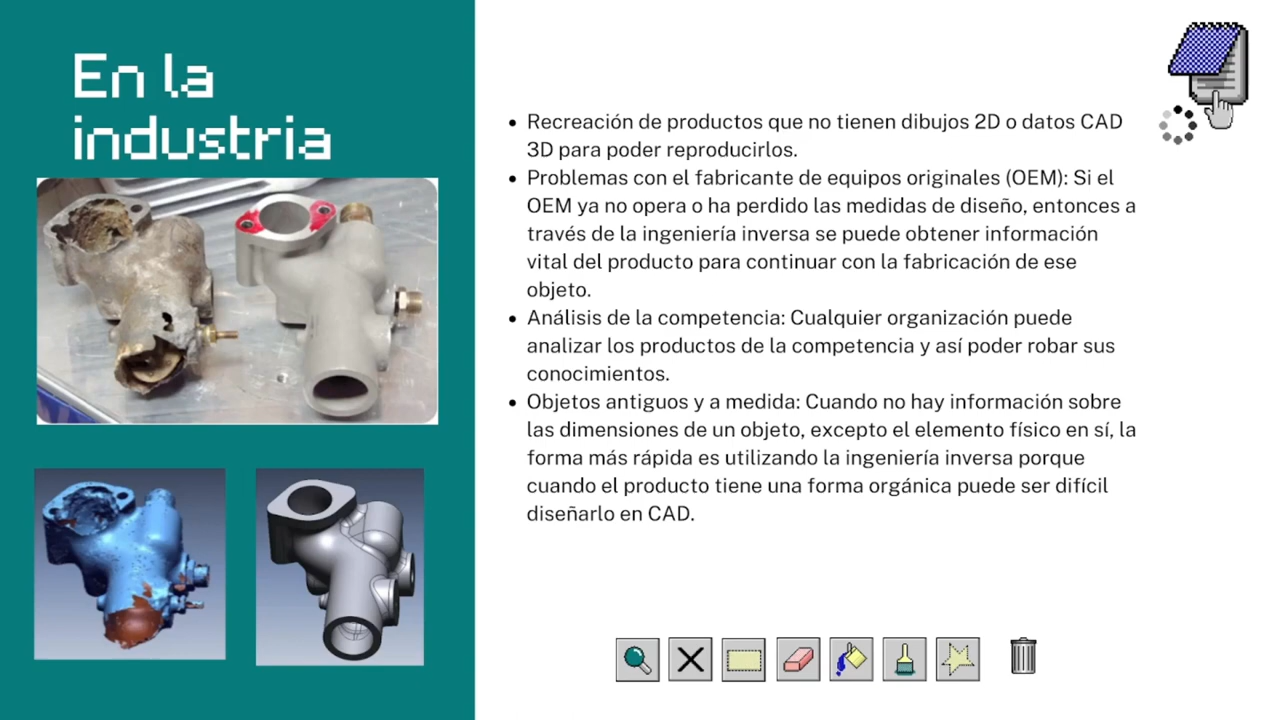 En la
industria
Recreación de productos que no tienen dibujos 2D o datos CAD
3D para poder reproducirlos.
Problemas con el fabricante de equipos originales (OEM): Si el
OEM ya no opera o ha perdido las medidas de diseño, entonces a
través de la ingeniería inversa se puede obtener información
vital del producto para continuar con la fabricación de ese
objeto.
Análisis de la competencia: Cualquier organización puede
analizar los productos de la competencia y así poder robar sus
conocimientos.
Objetos antiguos y a medida: Cuando no hay información sobre
las dimensiones de un objeto, excepto el elemento físico en sí, la
forma más rápida es utilizando la ingeniería inversa porque
cuando el producto tiene una forma orgánica puede ser difícil
diseñarlo en CAD.